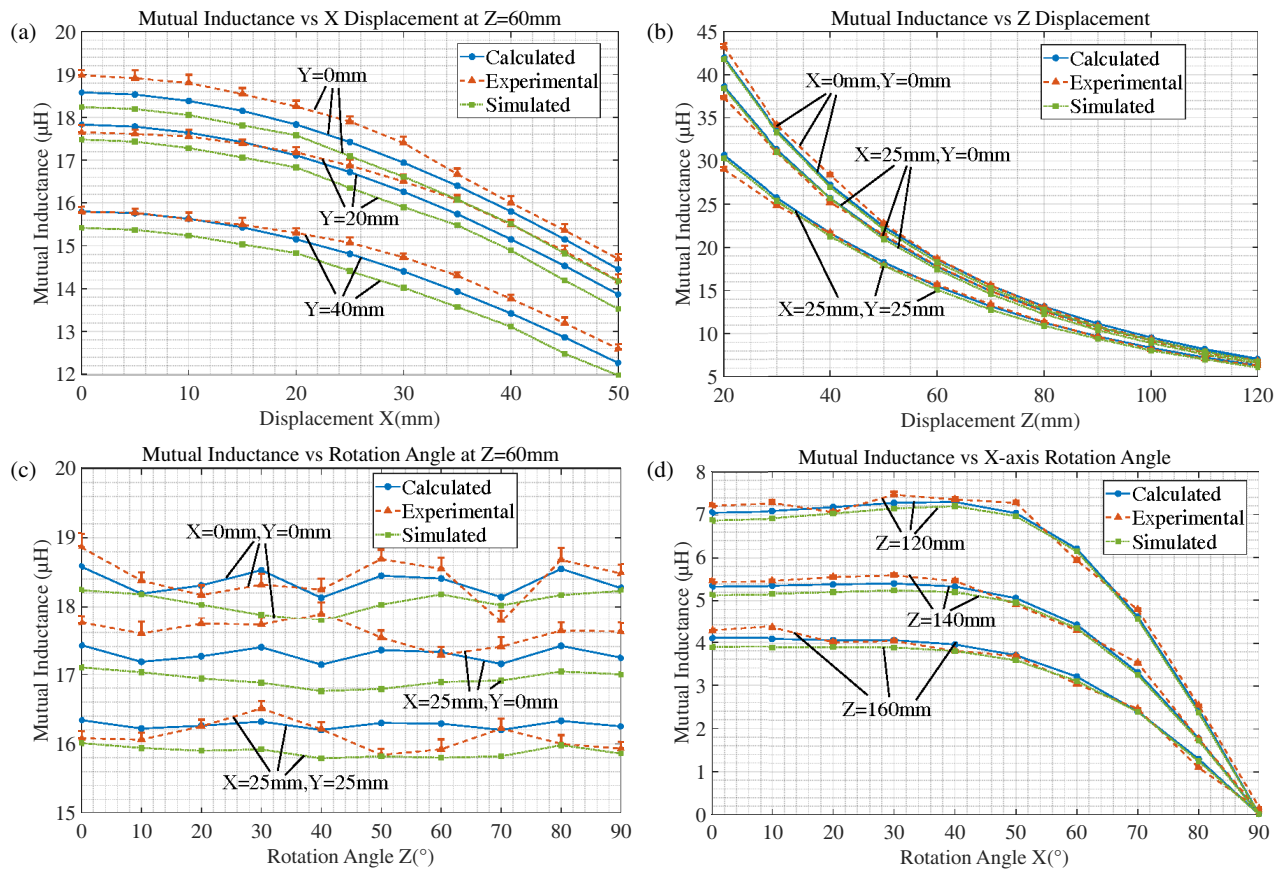 (a)
Mutual Inductance vs X Displacement at Z=60mm
Mutual Inductance (μH)
20
19
18
17
16
15
14
13
12
Calculated
Experimental
Simulated
Y=0mm
Y=20mm
Y=40mm
0 5 10 15 20 25 30 35 40 45 50
Displacement X(mm)
(b)
Mutual Inductance vs Z Displacement
Mutual Inductance (μH)
45
40
35
30
25
20
15
10
5
Calculated
Experimental
Simulated
X=0mm,Y=0mm
X=25mm,Y=0mm
X=25mm,Y=25mm
20 30 40 50 60 70 80 90 100 110 120
Displacement Z(mm)
(c)
Mutual Inductance vs Rotation Angle at Z=60mm
Mutual Inductance (μH)
20
19
18
17
16
15
Calculated
Experimental
Simulated
X=0mm,Y=0mm
X=25mm,Y=0mm
X=25mm,Y=25mm
0 10 20 30 40 50 60 70 80 90
Rotation Angle Z(°)
(d)
Mutual Inductance vs X-axis Rotation Angle
Mutual Inductance (μH)
8
7
6
5
4
3
2
1
0
Calculated
Experimental
Simulated
Z=120mm
Z=140mm
Z=160mm
0 10 20 30 40 50 60 70 80 90
Rotation Angle X(°)